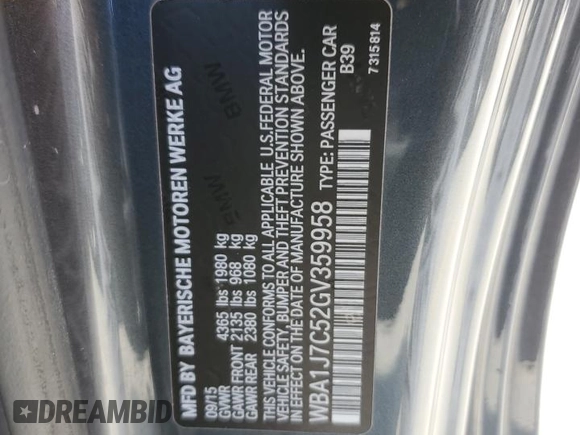 MFD BY BAYERISCHE MOTOREN WERKE AG
09/15
GVWR 4365 lbs 1980 kg
GAWR FRONT 2135 lbs 968 kg
GAWR REAR 2380 lbs 1080 kg
THIS VEHICLE CONFORMS TO ALL APPLICABLE U.S.FEDERAL MOTOR
VEHICLE SAFETY, BUMPER AND THEFT PREVENTION STANDARDS
IN EFFECT ON THE DATE OF MANUFACTURE SHOWN ABOVE.
WBA1J7C52GV359958 TYPE: PASSENGER CAR
B39
7 315 814
BMW
BMW
AUTOHELPERBOT.COM